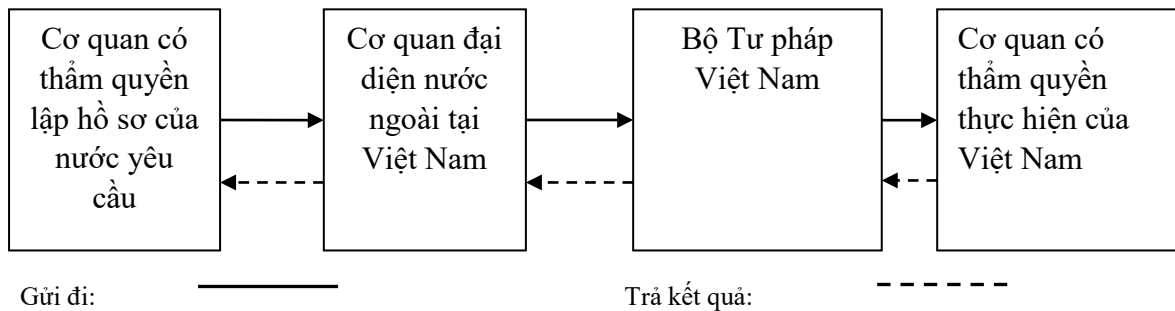 Cơ quan có
thẩm quyền
lập hồ sơ của
nước yêu
cầu
Cơ quan đại
diện nước
ngoài tại
Việt Nam
Bộ Tư pháp
Việt Nam
Cơ quan có
thẩm quyền
thực hiện của
Việt Nam
Gửi đi:
Trả kết quả: